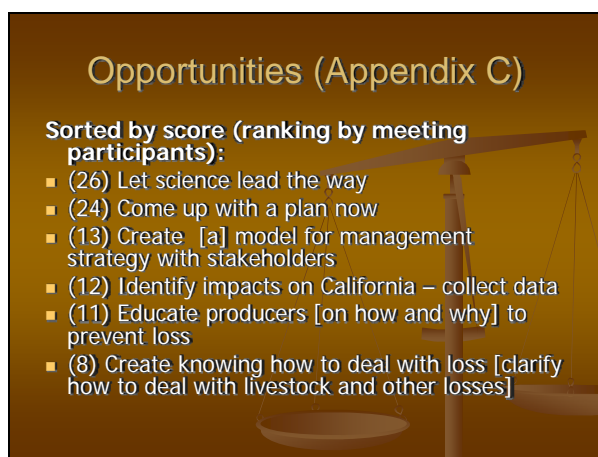 Opportunities (Appendix C)
Sorted by score (ranking by meeting
participants):
(26) Let science lead the way
(24) Come up with a plan now
(13) Create [a] model for management
strategy with stakeholders
(12) Identify impacts on California – collect data
(11) Educate producers [on how and why] to
prevent loss
(8) Create knowing how to deal with loss [clarify
how to deal with livestock and other losses]